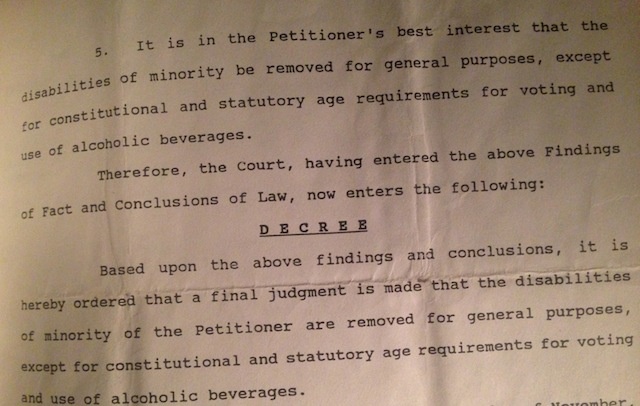 5. It is in the Petitioner's best interest that the
disabilities of minority be removed for general purposes, except
for constitutional and statutory age requirements for voting and
use of alcoholic beverages.
Therefore, the Court, having entered the above Findings
of Fact and Conclusions of Law, now enters the following:
D E C R E E
Based upon the above findings and conclusions, it is
hereby ordered that a final judgment is made that the disabilities
of minority of the Petitioner are removed for general purposes,
except for constitutional and statutory age requirements for voting
and use of alcoholic beverages.
November,